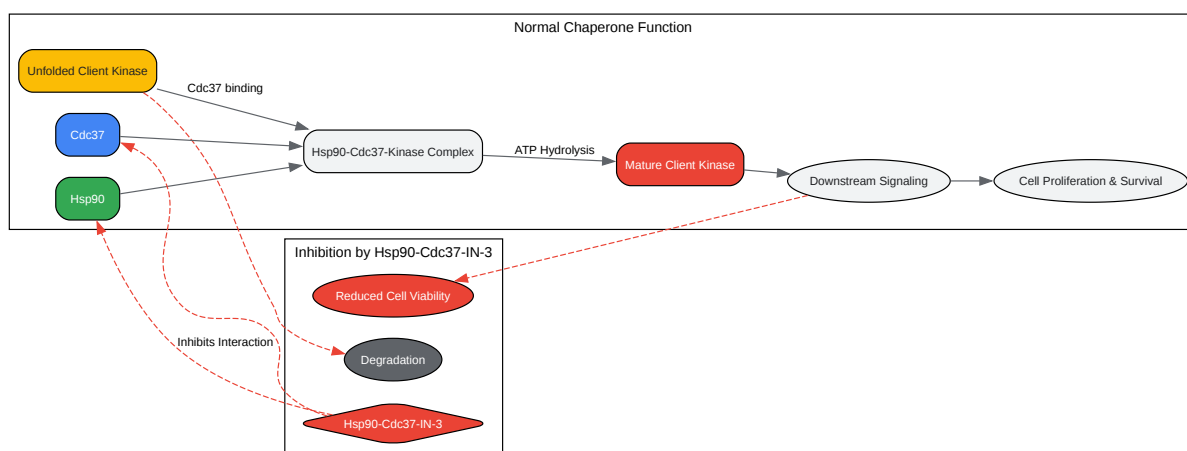 Normal Chaperone Function
Unfolded Client Kinase
Cdc37 binding
Cdc37
Hsp90-Cdc37-Kinase Complex
ATP Hydrolysis
Mature Client Kinase
Downstream Signaling
Cell Proliferation & Survival
Hsp90
Inhibition by Hsp90-Cdc37-IN-3
Reduced Cell Viability
Inhibits Interaction
Degradation
Hsp90-Cdc37-IN-3